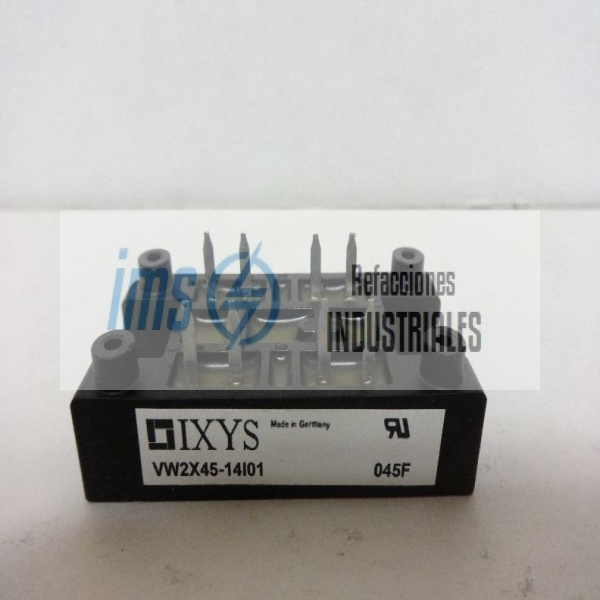 ims
Refacciones
INDUSTRIALES
IXYS
Made in Germany
VW2X45-14I01
045F